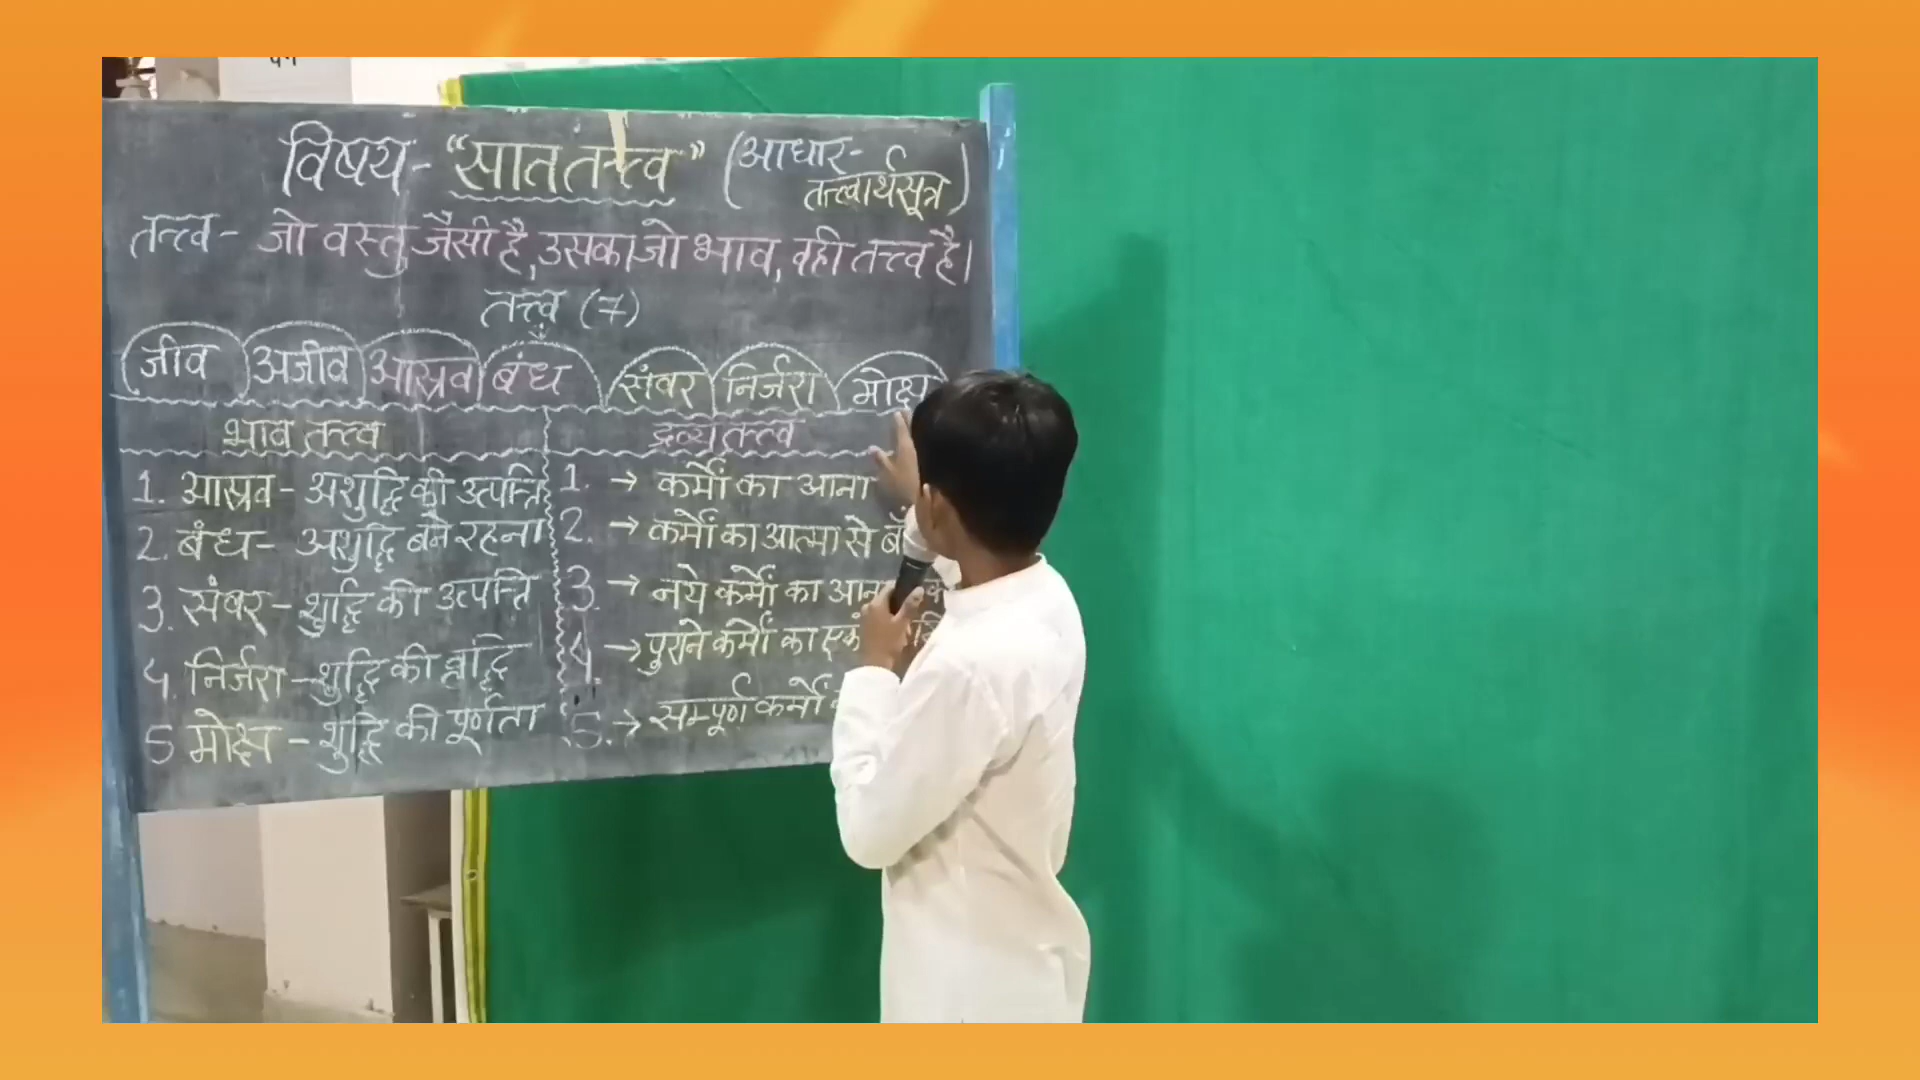 विषय- "सात तत्त्व" (आधार-
तत्त्वार्थसूत्र)
तत्त्व- जो वस्तु जैसी है, उसका जो भाव, वही तत्त्व है।
तत्त्व (7)
जीव अजीव आस्रव बंध संवर निर्जरा मोक्ष
भाव तत्त्व द्रव्य तत्त्व
1. आस्रव - अशुद्धि की उत्पत्ति 1. → कर्मों का आना
2. बंध - अशुद्धि बने रहना 2. → कर्मों का आत्मा से
3. संवर - शुद्धि की उत्पत्ति 3. → नये कर्मों का
4. निर्जरा - शुद्धि की वृद्धि 4. → पुराने कर्मों का
5 मोक्ष - शुद्धि की पूर्णता 5. → सम्पूर्ण कर्मों